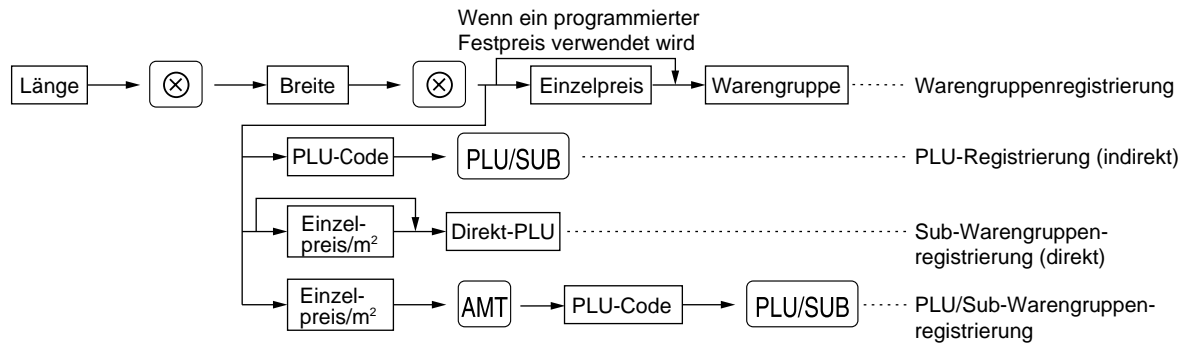 Wenn ein programmierter
Festpreis verwendet wird
Länge ⊗ Breite ⊗ Einzelpreis Warengruppe Warengruppenregistrierung
PLU-Code PLU/SUB PLU-Registrierung (indirekt)
Einzel-
preis/m²
Direkt-PLU
Sub-Warengruppen-
registrierung (direkt)
Einzel-
preis/m²
AMT PLU-Code PLU/SUB
PLU/Sub-Warengruppen-
registrierung